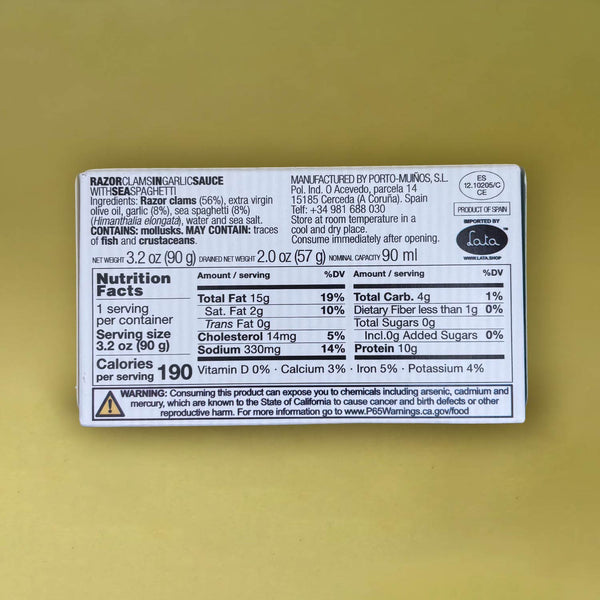 RAZORCLAMSINGARLICSAUCE
WITHSEASPAGHETTI
Ingredients: Razor clams (56%), extra virgin
olive oil, garlic (8%), sea spaghetti (8%)
(Himanthalia elongata), water and sea salt.
CONTAINS: mollusks. MAY CONTAIN: traces
of fish and crustaceans.
MANUFACTURED BY PORTO-MUIÑOS, S.L.
Pol. Ind. O Acevedo, parcela 14
15185 Cerceda (A Coruña). Spain
Telf: +34 981 688 030
Store at room temperature in a
cool and dry place.
Consume immediately after opening.
ES
12.10205/C
CE
PRODUCT OF SPAIN
IMPORTED BY
Lata™
WWW.LATA.SHOP
NET WEIGHT 3.2 oz (90 g) DRAINED NET WEIGHT 2.0 oz (57 g) NOMINAL CAPACITY 90 ml
Nutrition
Facts
1 serving
per container
Serving size
3.2 oz (90 g)
Calories
per serving 190
Amount / serving %DV
Total Fat 15g 19%
Sat. Fat 2g 10%
Trans Fat 0g
Cholesterol 14mg 5%
Sodium 330mg 14%
Amount / serving %DV
Total Carb. 4g 1%
Dietary Fiber less than 1g 0%
Total Sugars 0g
Incl.0g Added Sugars 0%
Protein 10g
Vitamin D 0% · Calcium 3% · Iron 5% · Potassium 4%
WARNING: Consuming this product can expose you to chemicals including arsenic, cadmium and
mercury, which are known to the State of California to cause cancer and birth defects or other
reproductive harm. For more information go to www.P65Warnings.ca.gov/food